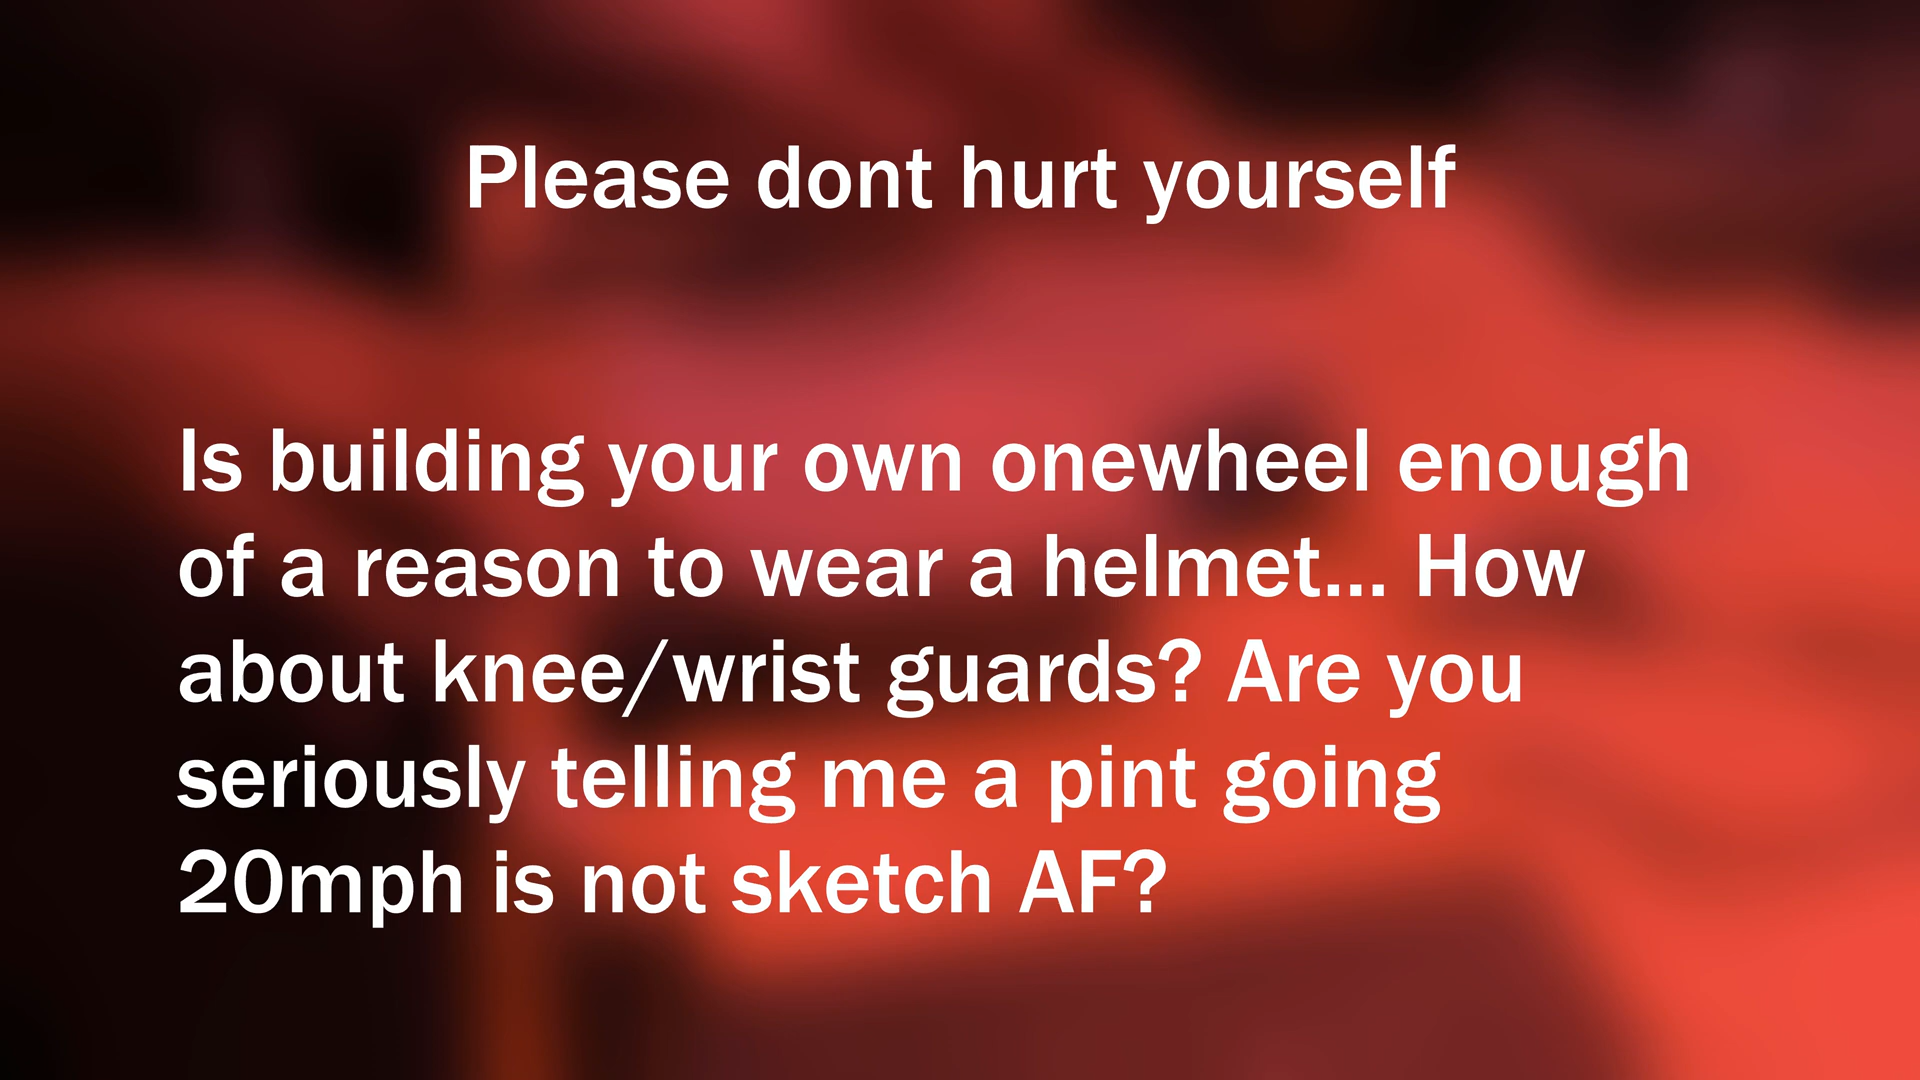 Please dont hurt yourself
Is building your own onewheel enough
of a reason to wear a helmet... How
about knee/wrist guards? Are you
seriously telling me a pint going
20mph is not sketch AF?